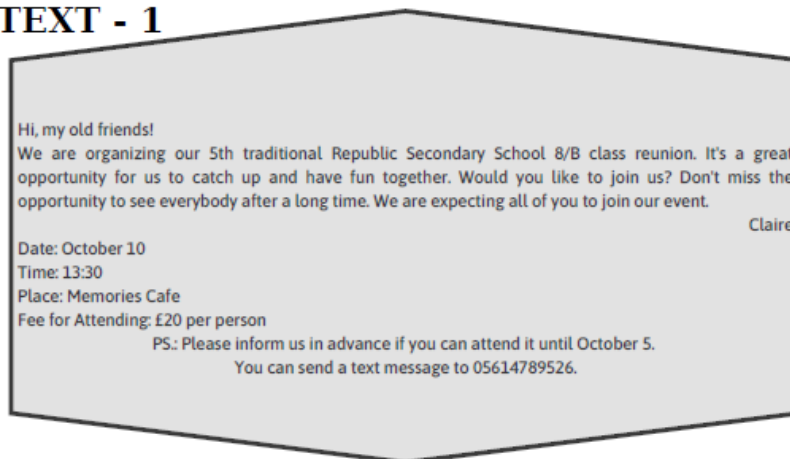 TEXT - 1
Hi, my old friends!
We are organizing our 5th traditional Republic Secondary School 8/B class reunion. It's a great
opportunity for us to catch up and have fun together. Would you like to join us? Don't miss the
opportunity to see everybody after a long time. We are expecting all of you to join our event.
Claire
Date: October 10
Time: 13:30
Place: Memories Cafe
Fee for Attending: £20 per person
PS.: Please inform us in advance if you can attend it until October 5.
You can send a text message to 05614789526.